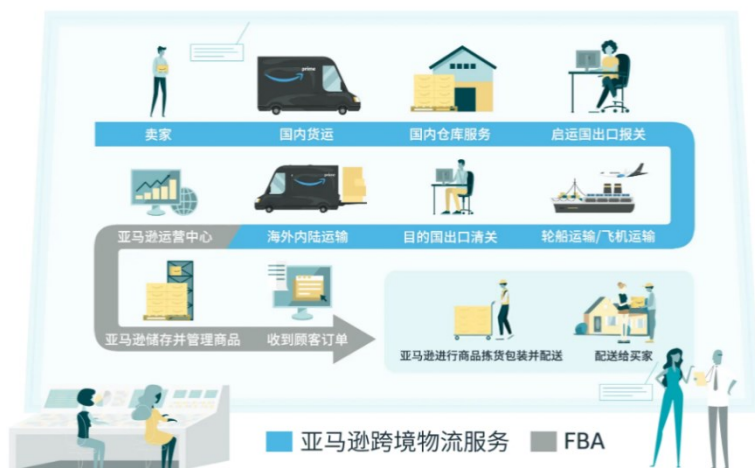 prime
卖家
国内货运
国内仓库服务
启运国出口报关
亚马逊运营中心
海外内陆运输
目的国出口清关
轮船运输/飞机运输
亚马逊储存并管理商品
收到顾客订单
亚马逊进行商品拣货包装并配送
配送给买家
亚马逊跨境物流服务
FBA